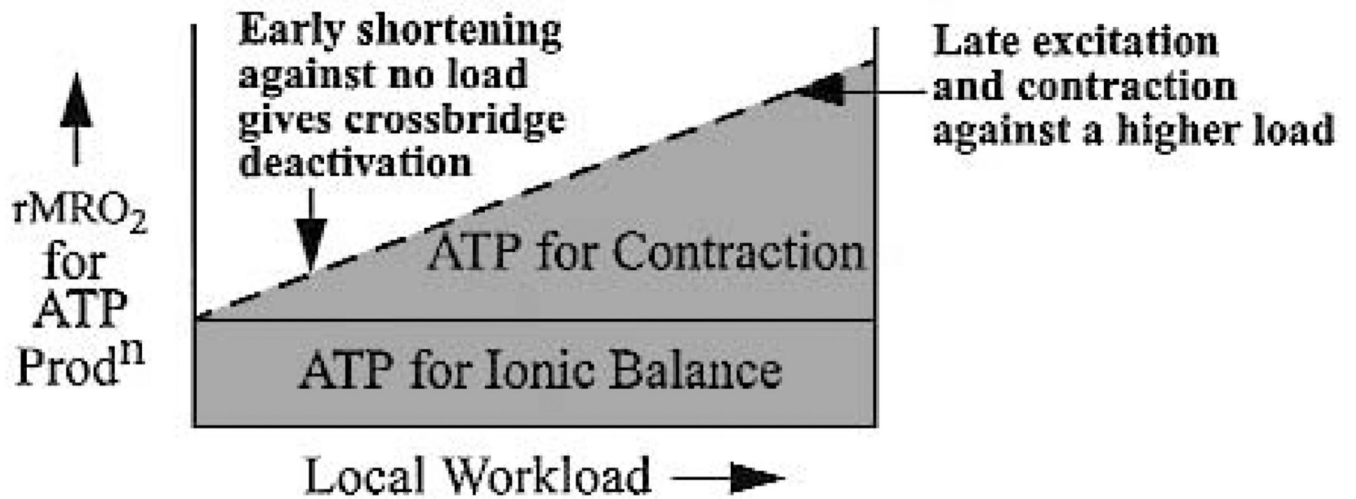 Early shortening
against no load
gives crossbridge
deactivation
Late excitation
and contraction
against a higher load
rMRO₂
for
ATP
Prodⁿ
ATP for Contraction
ATP for Ionic Balance
Local Workload